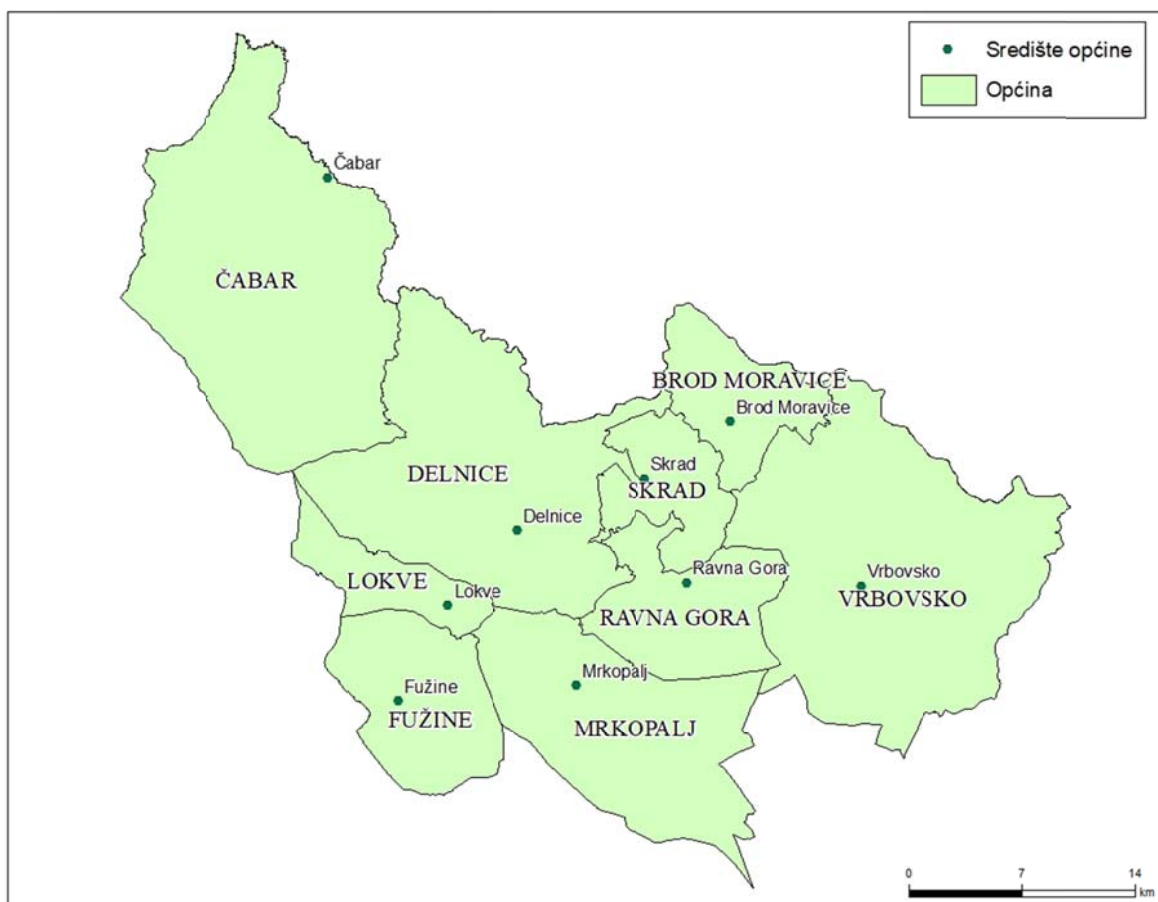 Središte općine
Općina
Čabar
ČABAR
BROD MORAVICE
Brod Moravice
Skrad
SKRAD
DELNICE
Delnice
Ravna Gora
RAVNA GORA
Vrbovsko
VRBOVSKO
LOKVE
Lokve
Mrkopalj
MRKOPALJ
Fužine
FUŽINE
0 7 14
km